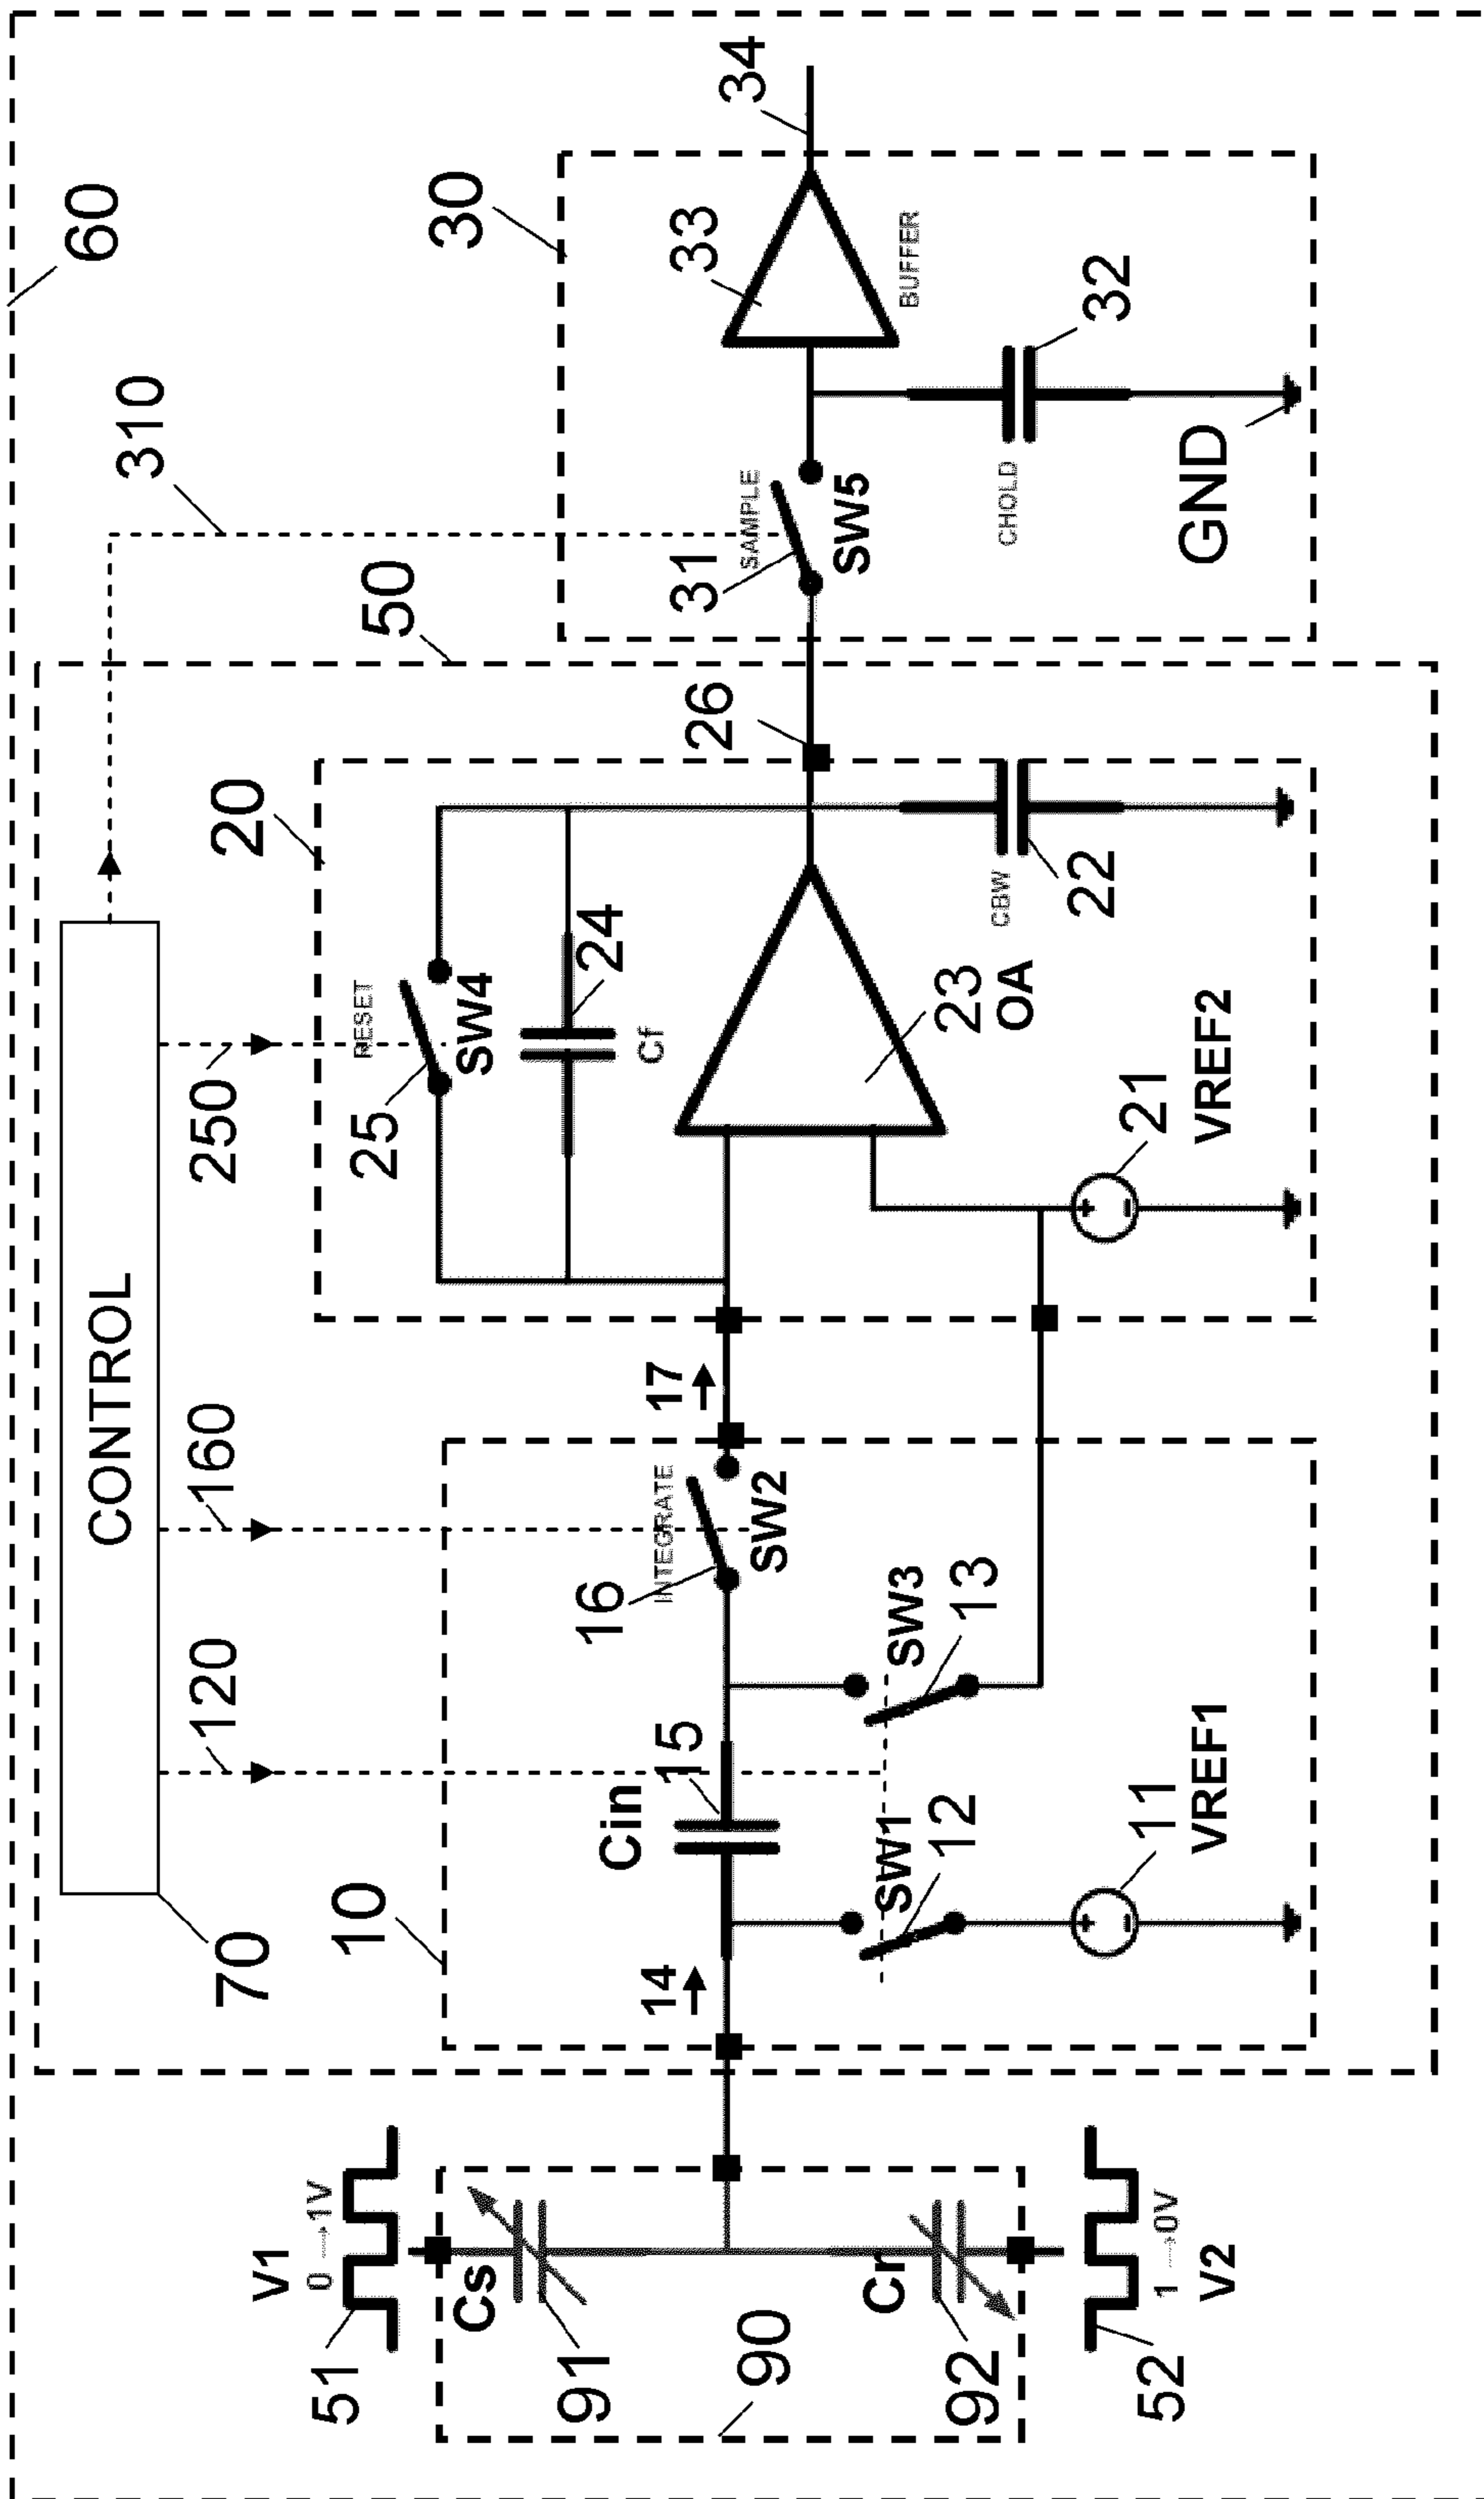 60
310
34
30
33
BUFFER
32
CHOLD
GND
31
SAMPLE
SW5
50
CONTROL
70
120
160
250
20
26
RESET
25
SW4
24
Cf
23
OA
CBW
22
21
VREF2
17
10
INTEGRATE
16
SW2
Cin
15
SW3
13
SW1
12
11
VREF1
14
V1
0→1V
51
Cs
91
90
Cr
92
52
1→0V
V2